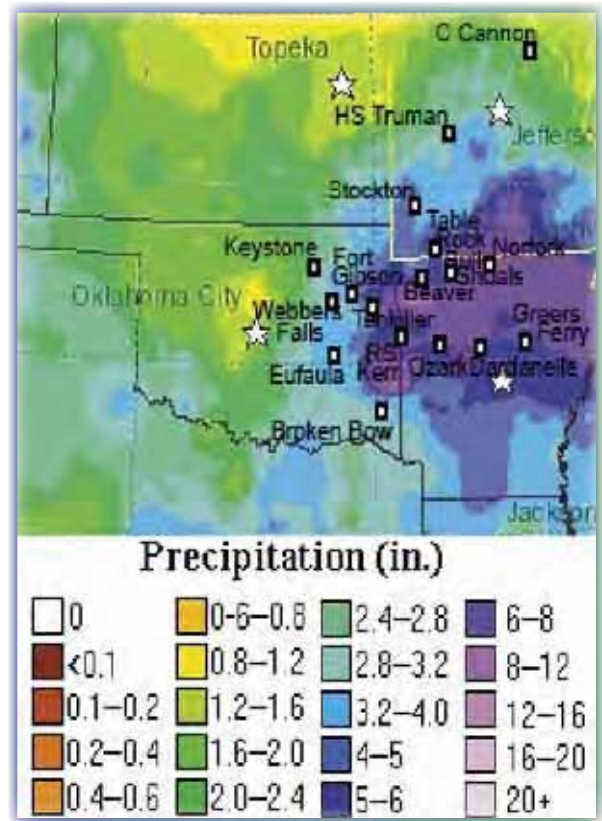 C Cannon
Topeka
HS Truman
Jefferso
Stockton
Table
Rock
Norfork
Keystone
Fort
Bull
Shoals
Gibson
Beaver
Oklahoma City
Webbers
Falls
Tenkiller
Greers
Ferry
Eufaula
RS
Kerr
Ozark
Dardanelle
Broken Bow
Jackson
Precipitation (in.)
0
<0.1
0.1–0.2
0.2–0.4
0.4–0.6
0-6–0.8
0.8–1.2
1.2–1.6
1.6–2.0
2.0–2.4
2.4–2.8
2.8–3.2
3.2–4.0
4–5
5–6
6–8
8–12
12–16
16–20
20+